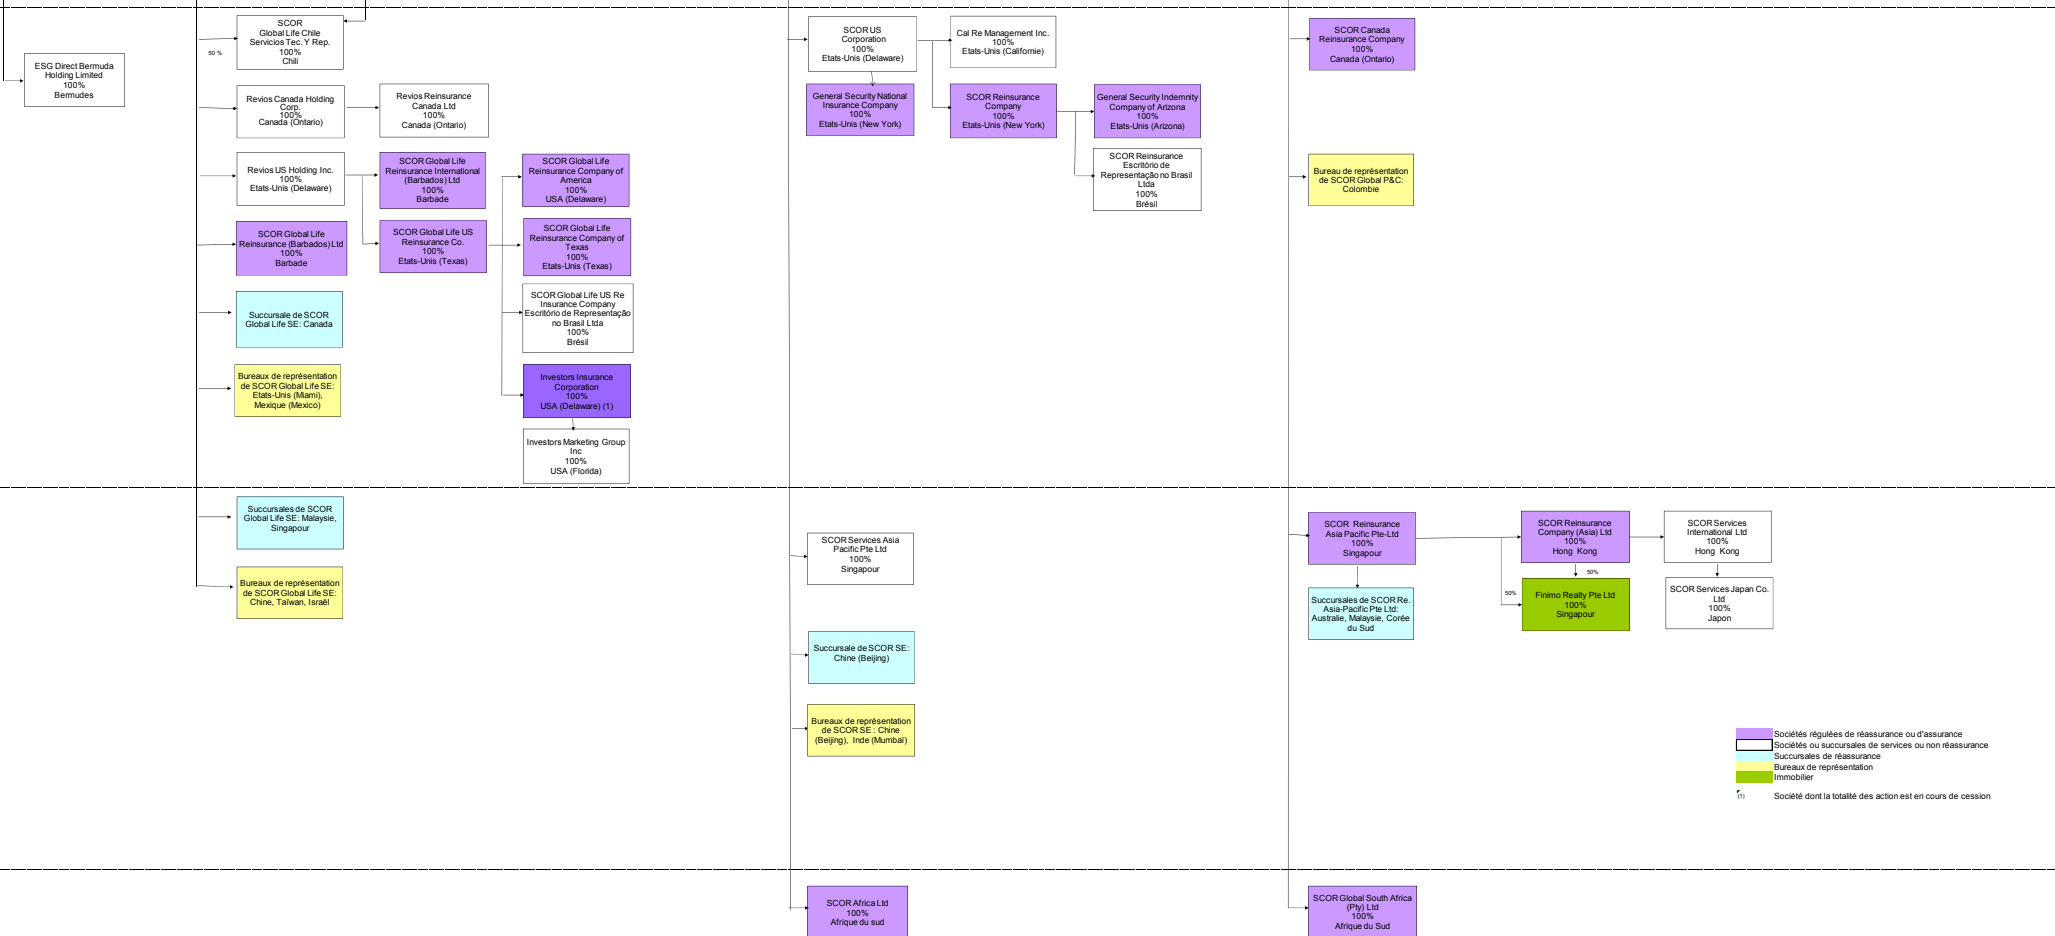 ESG Direct Bermuda
Holding Limited
100%
Bermudes
50 %
SCOR
Global Life Chile
Servicios Tec. Y Rep.
100%
Chili
Revios Canada Holding
Corp.
100%
Canada (Ontario)
Revios Reinsurance
Canada Ltd
100%
Canada (Ontario)
Revios US Holding Inc.
100%
Etats-Unis (Delaware)
SCOR Global Life
Reinsurance International
(Barbados) Ltd
100%
Barbade
SCOR Global Life
Reinsurance Company of
America
100%
USA (Delaware)
SCOR Global Life
Reinsurance (Barbados) Ltd
100%
Barbade
SCOR Global Life US
Reinsurance Co.
100%
Etats-Unis (Texas)
SCOR Global Life
Reinsurance Company of
Texas
100%
Etats-Unis (Texas)
Succursale de SCOR
Global Life SE: Canada
SCOR Global Life US Re
Insurance Company
Escritório de Representação
no Brasil Ltda
100%
Brésil
Bureaux de représentation
de SCOR Global Life SE:
Etats-Unis (Miami),
Mexique (Mexico)
Investors Insurance
Corporation
100%
USA (Delaware) (1)
Investors Marketing Group
Inc
100%
USA (Florida)
SCOR US
Corporation
100%
Etats-Unis (Delaware)
Cal Re Management Inc.
100%
Etats-Unis (Californie)
General Security National
Insurance Company
100%
Etats-Unis (New York)
SCOR Reinsurance
Company
100%
Etats-Unis (New York)
General Security Indemnity
Company of Arizona
100%
Etats-Unis (Arizona)
SCOR Reinsurance
Escritório de
Representação no Brasil
Ltda
100%
Brésil
SCOR Canada
Reinsurance Company
100%
Canada (Ontario)
Bureau de représentation
de SCOR Global P&C:
Colombie
Succursales de SCOR
Global Life SE: Malaysie,
Singapour
Bureaux de représentation
de SCOR Global Life SE:
Chine, Taïwan, Israël
SCOR Services Asia
Pacific Pte Ltd
100%
Singapour
Succursale de SCOR SE:
Chine (Beijing)
Bureaux de représentation
de SCOR SE : Chine
(Beijing), Inde (Mumbaï)
SCOR Reinsurance
Asia Pacific Pte-Ltd
100%
Singapour
SCOR Reinsurance
Company (Asia) Ltd
100%
Hong Kong
SCOR Services
International Ltd
100%
Hong Kong
50%
50%
Succursales de SCOR Re.
Asia-Pacific Pte Ltd:
Australie, Malaysie, Corée
du Sud
Finimo Realty Pte Ltd
100%
Singapour
SCOR Services Japan Co.
Ltd
100%
Japon
Sociétés régulées de réassurance ou d'assurance
Sociétés ou succursales de services ou non réassurance
Succursales de réassurance
Bureaux de représentation
Immobilier
(1) Société dont la totalité des action est en cours de cession
SCOR Africa Ltd
100%
Afrique du sud
SCOR Global South Africa
(Pty) Ltd
100%
Afrique du Sud